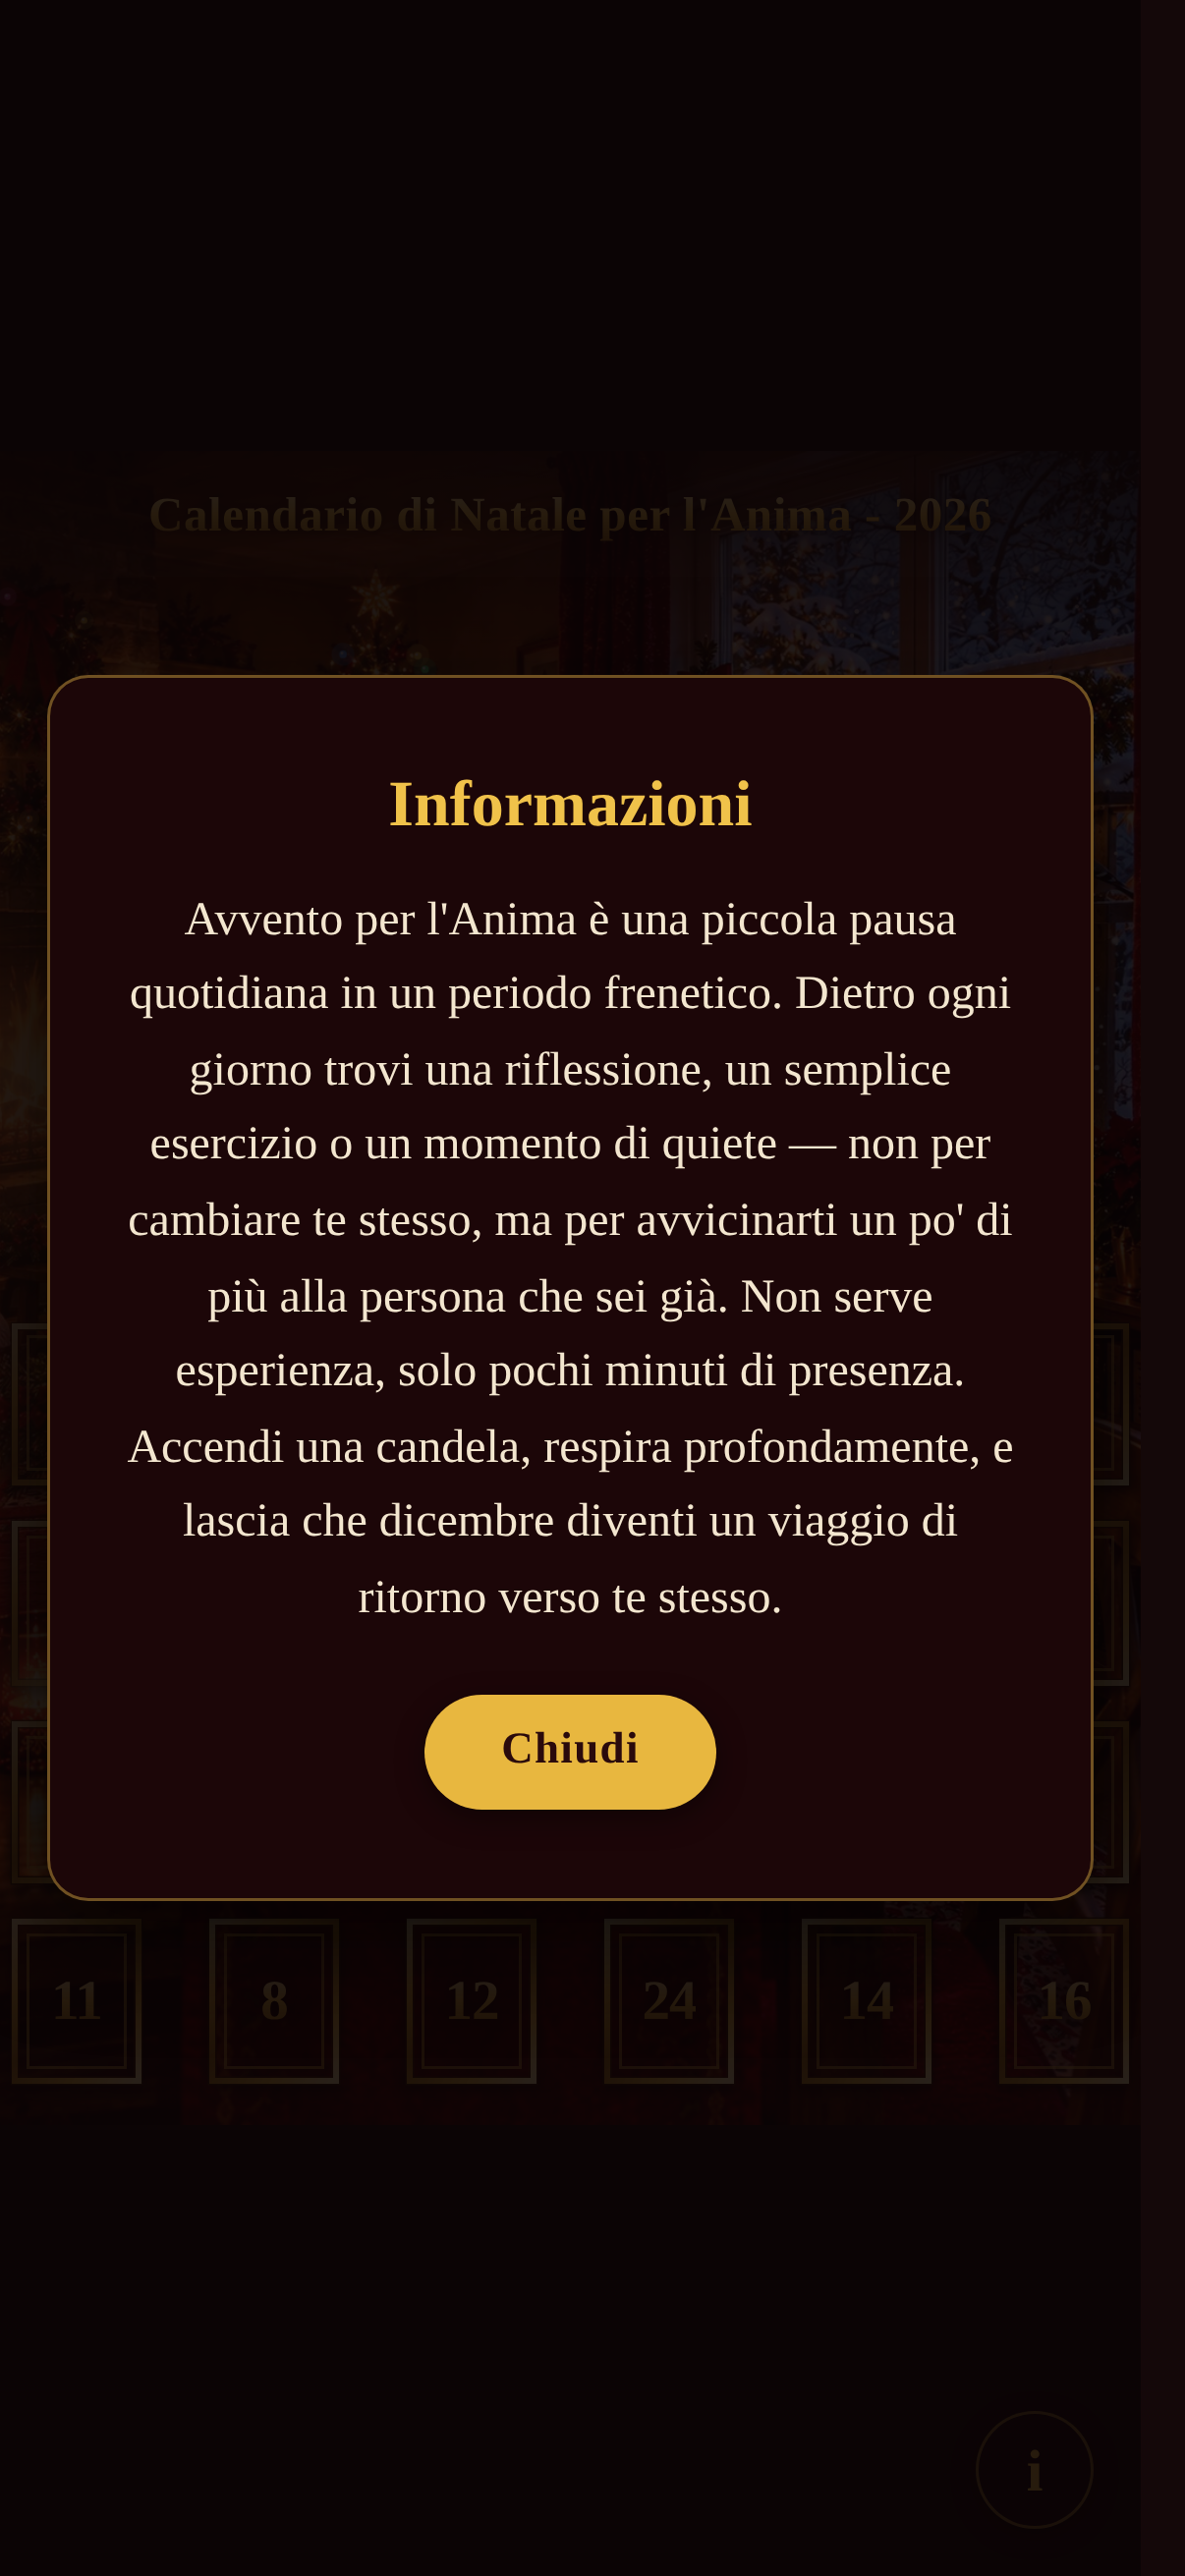 Calendario di Natale per l'Anima - 2026
Informazioni
Avvento per l'Anima è una piccola pausa
quotidiana in un periodo frenetico. Dietro ogni
giorno trovi una riflessione, un semplice
esercizio o un momento di quiete — non per
cambiare te stesso, ma per avvicinarti un po' di
più alla persona che sei già. Non serve
esperienza, solo pochi minuti di presenza.
Accendi una candela, respira profondamente, e
lascia che dicembre diventi un viaggio di
ritorno verso te stesso.
Chiudi
11 8 12 24 14 16
i